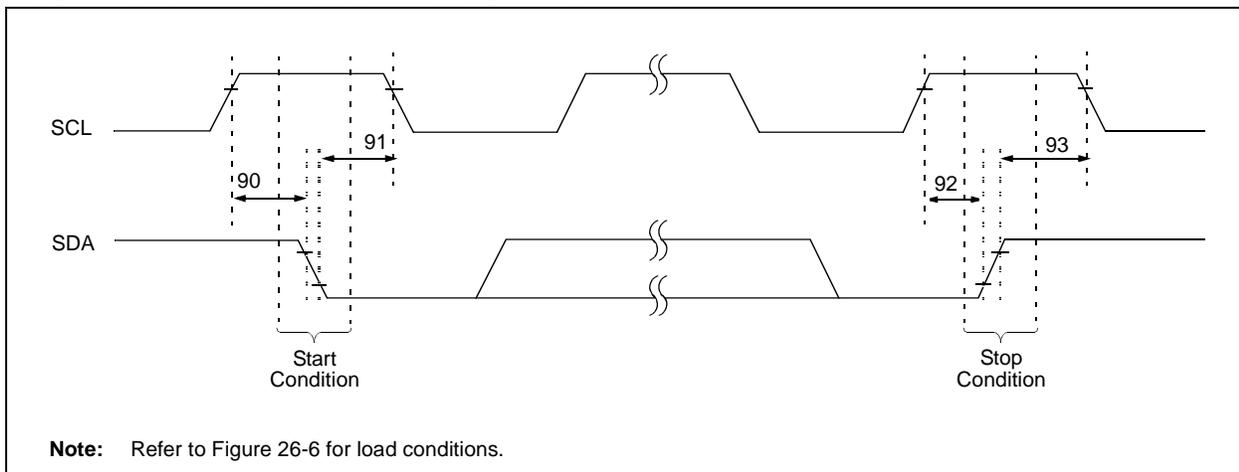 SCL
91
93
90
92
SDA
Start
Condition
Stop
Condition
Note: Refer to Figure 26-6 for load conditions.